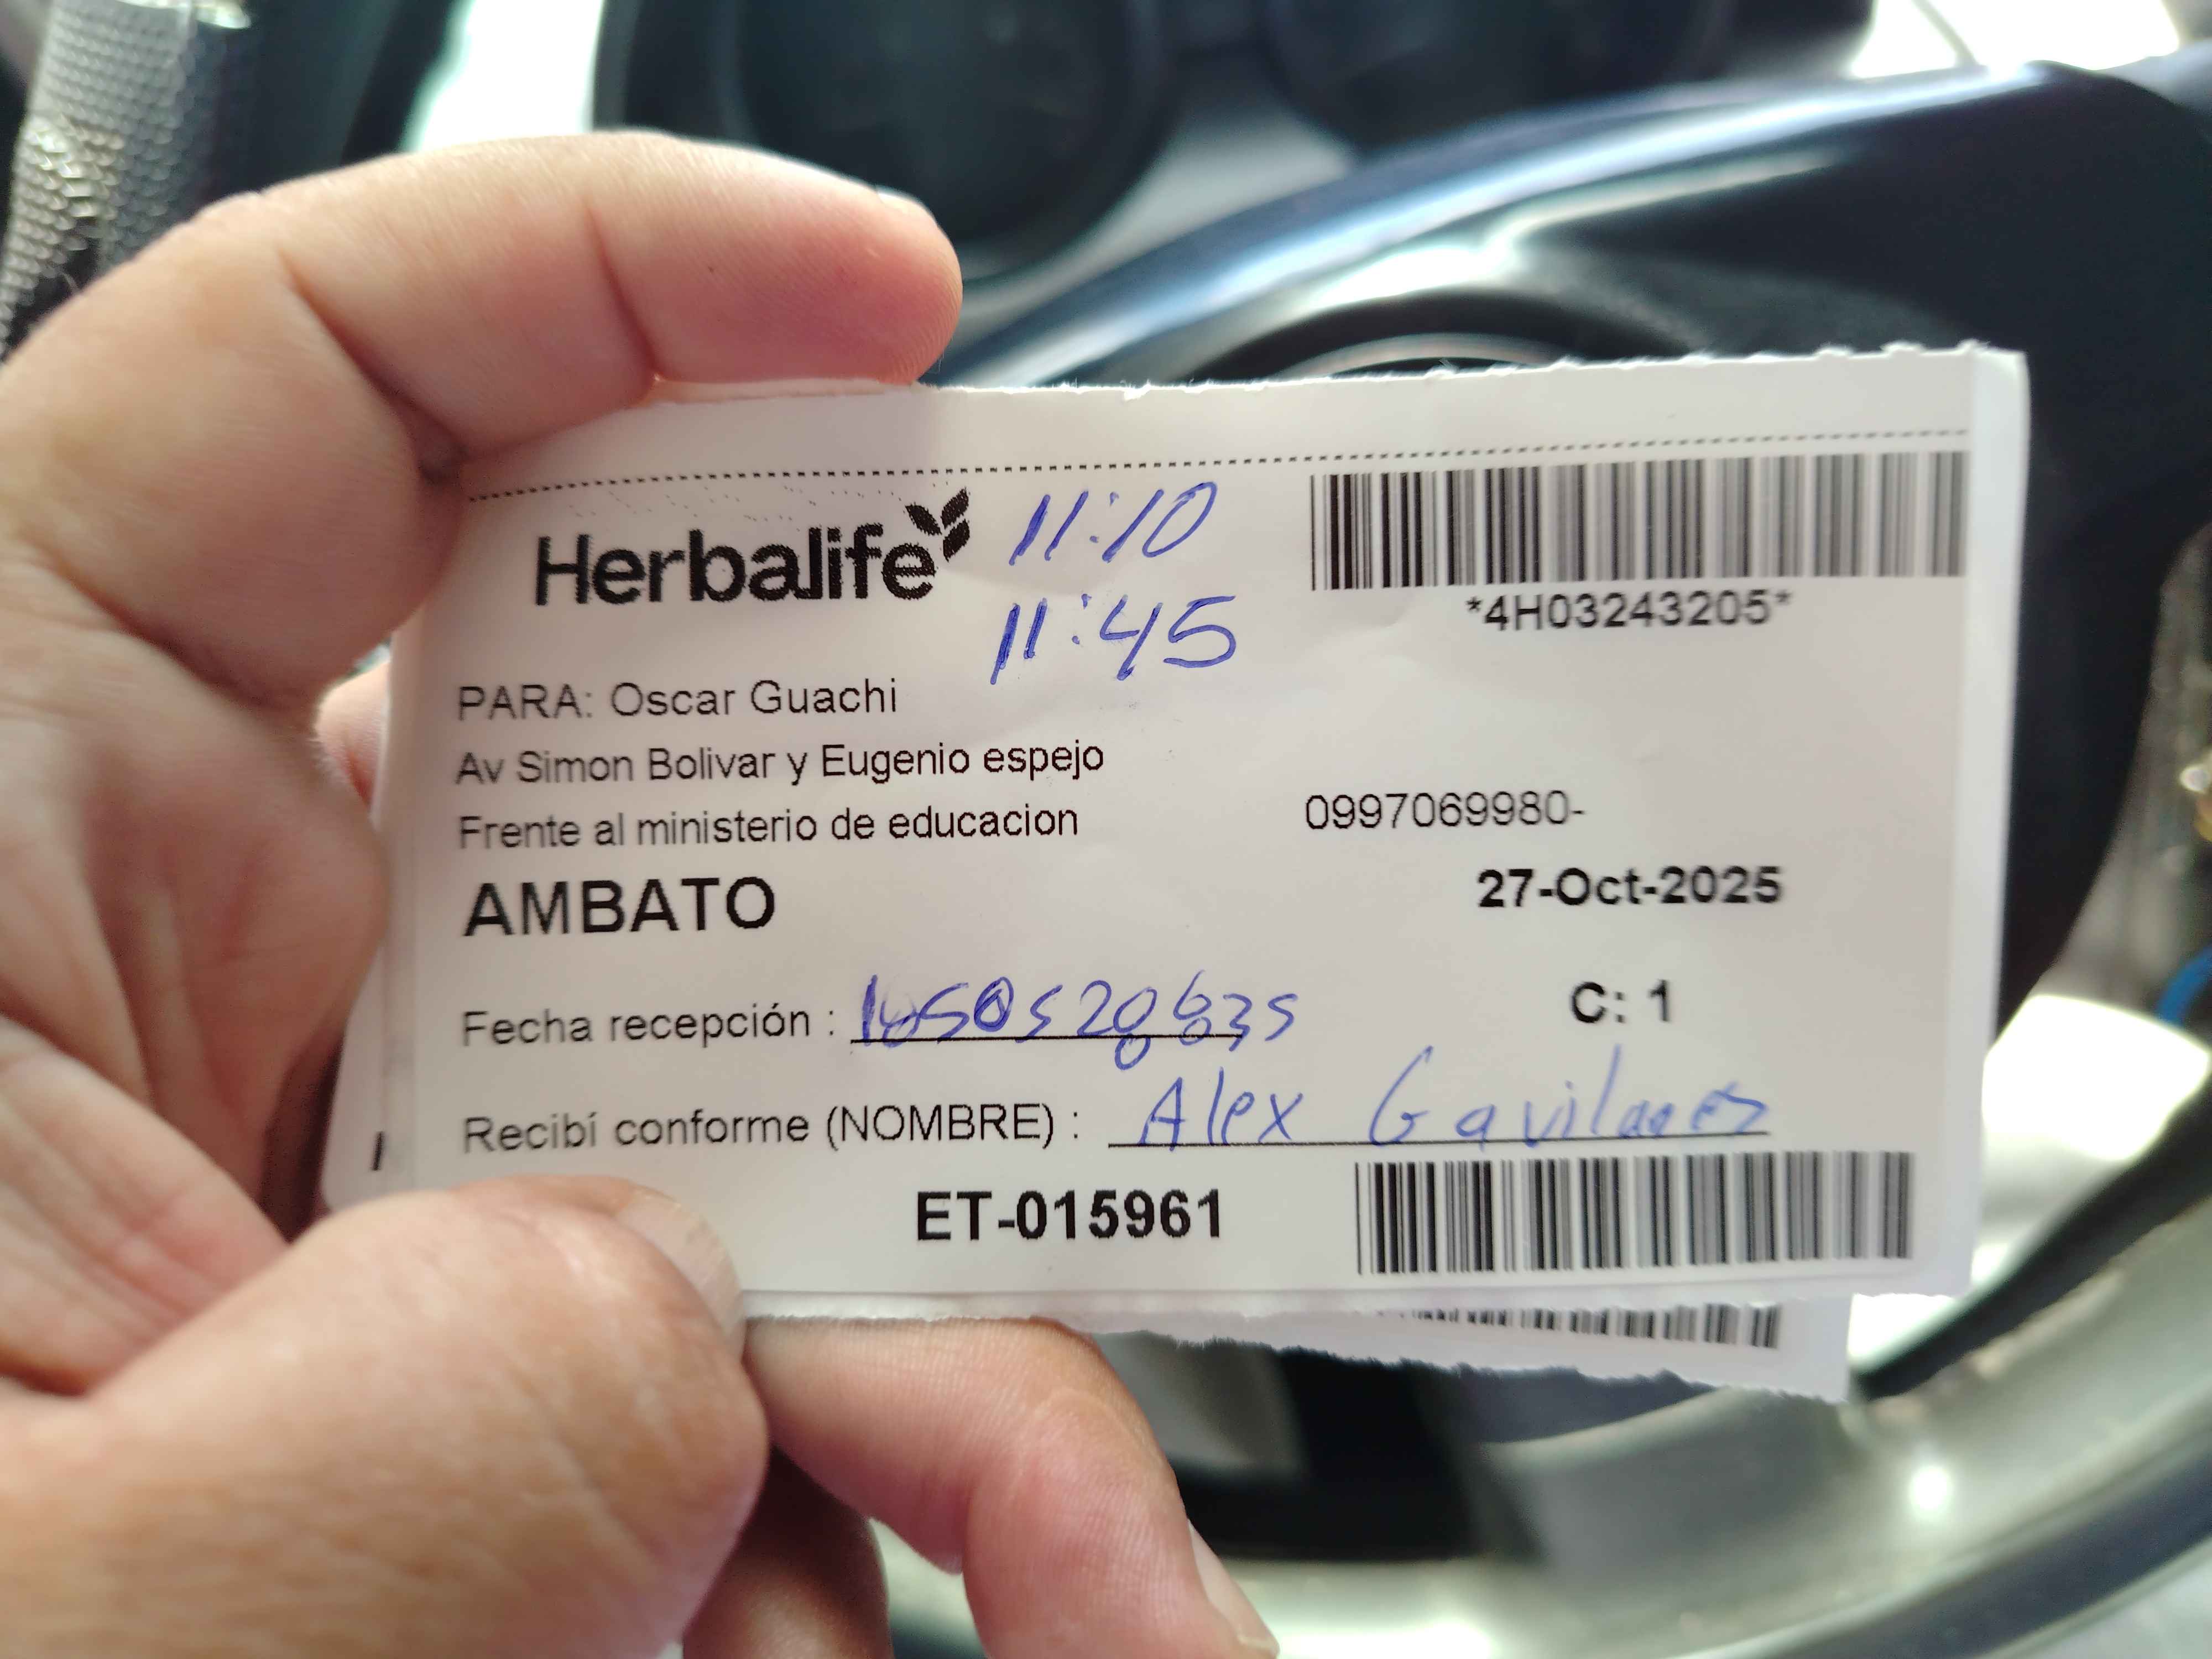 Herbalife
11:10
11:45
*4H03243205*
PARA: Oscar Guachi
Av Simon Bolivar y Eugenio espejo
Frente al ministerio de educacion
0997069980-
AMBATO
27-Oct-2025
Fecha recepción :
C: 1
Recibí conforme (NOMBRE) : Alex Gavilanes
ET-015961